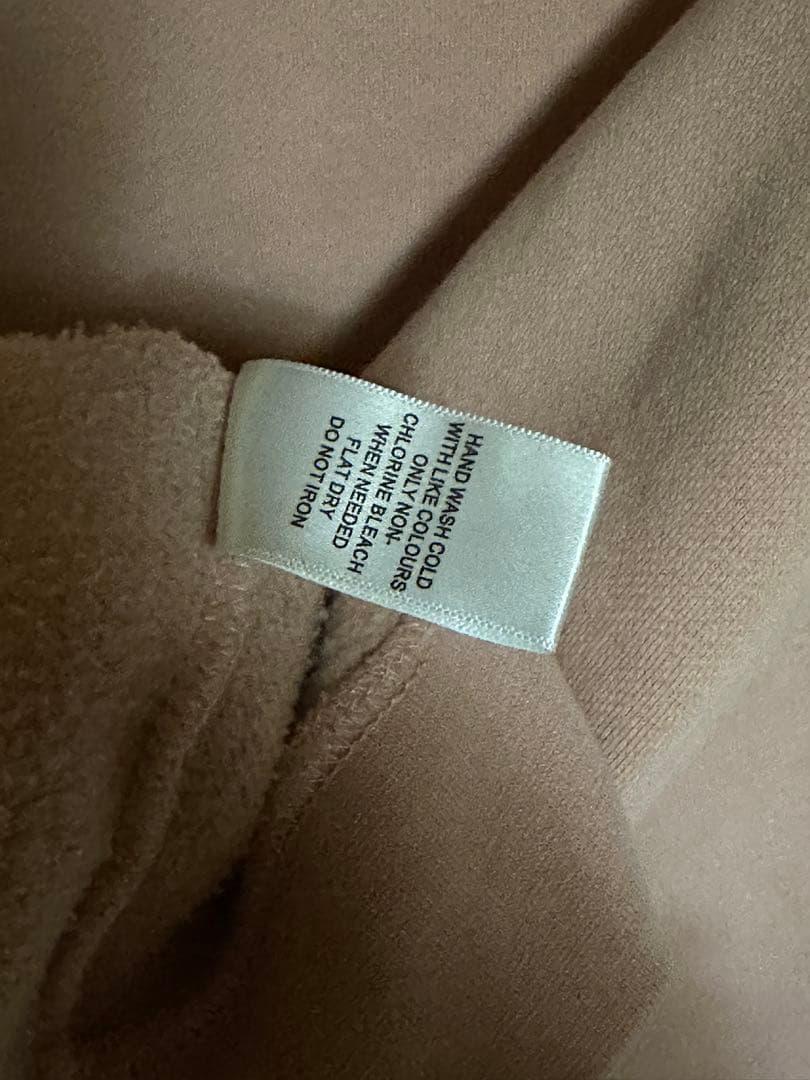 HAND WASH COLD
WITH LIKE COLOURS
ONLY NON-
CHLORINE BLEACH
WHEN NEEDED
FLAT DRY
DO NOT IRON